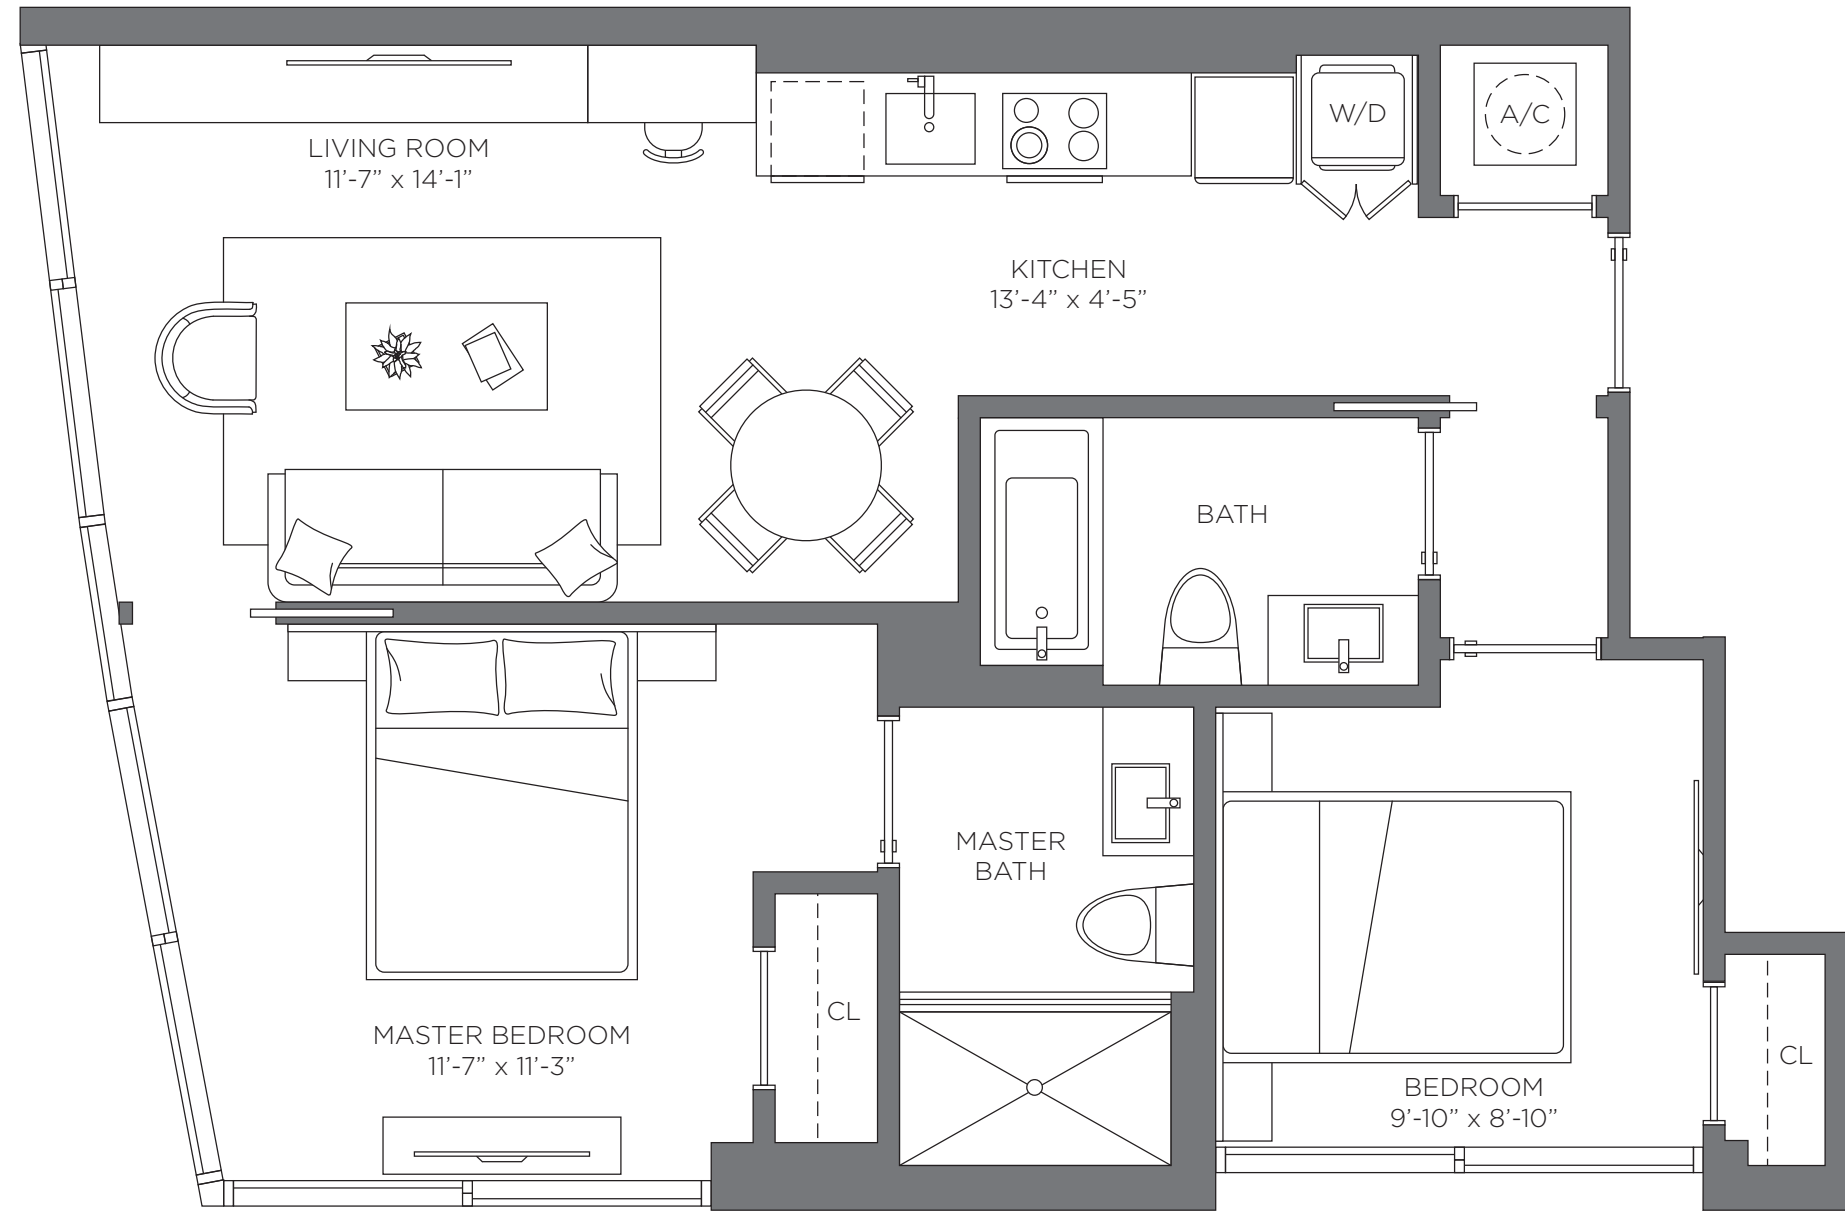 W/D
A/C
LIVING ROOM
11’-7” x 14’-1”
KITCHEN
13’-4” x 4’-5”
BATH
MASTER
BATH
CL
MASTER BEDROOM
11’-7” x 11’-3”
CL
BEDROOM
9’-10” x 8’-10”